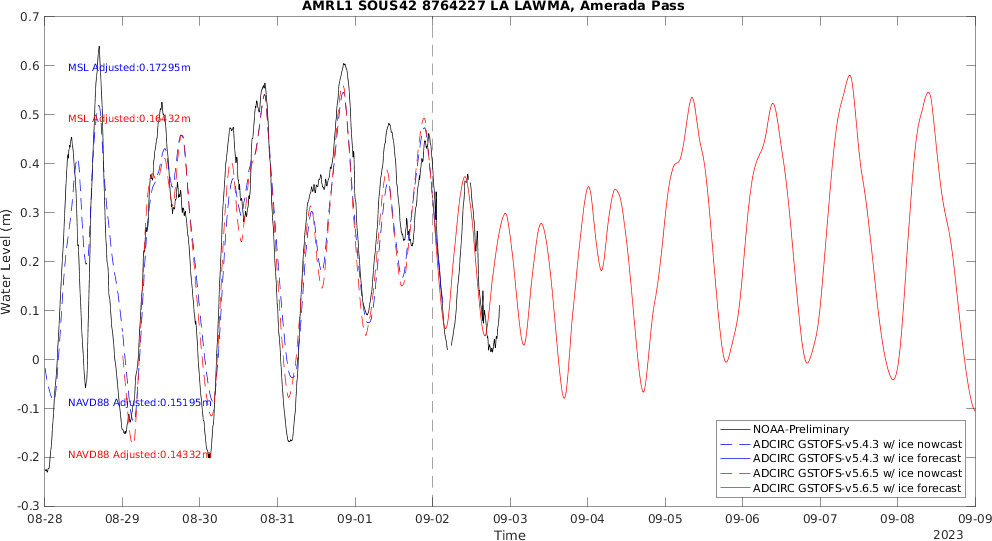 AMRL1 SOUS42 8764227 LA LAWMA, Amerada Pass
Water Level (m)
0.7
0.6
0.5
0.4
0.3
0.2
0.1
0
-0.1
-0.2
-0.3
MSL Adjusted:0.17295m
MSL Adjusted:0.16432m
NAVD88 Adjusted:0.15195m
NAVD88 Adjusted:0.14332m
NOAA-Preliminary
ADCIRC GSTOFS-v5.4.3 w/ ice nowcast
ADCIRC GSTOFS-v5.4.3 w/ ice forecast
ADCIRC GSTOFS-v5.6.5 w/ ice nowcast
ADCIRC GSTOFS-v5.6.5 w/ ice forecast
08-28 08-29 08-30 08-31 09-01 09-02 09-03 09-04 09-05 09-06 09-07 09-08 09-09
Time
2023